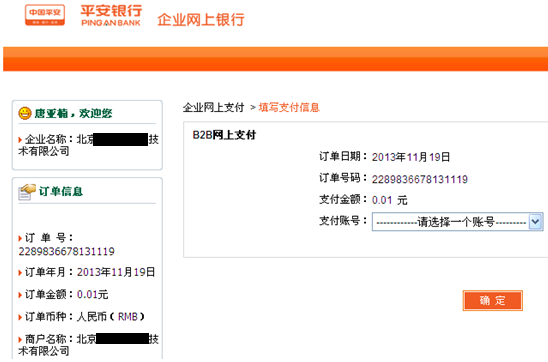 中国平安
平安银行
PINGAN BANK
企业网上银行
唐亚楠，欢迎您
企业名称：北京
技术有限公司
企业网上支付 > 填写支付信息
B2B网上支付
订单日期：2013年11月19日
订单号码：2289836678131119
支付金额：0.01 元
支付账号：------------请选择一个账号---------
确 定
订单信息
订 单 号：
2289836678131119
订单年月：2013年11月19日
订单金额：0.01元
订单币种：人民币（RMB）
商户名称：北京
技术有限公司